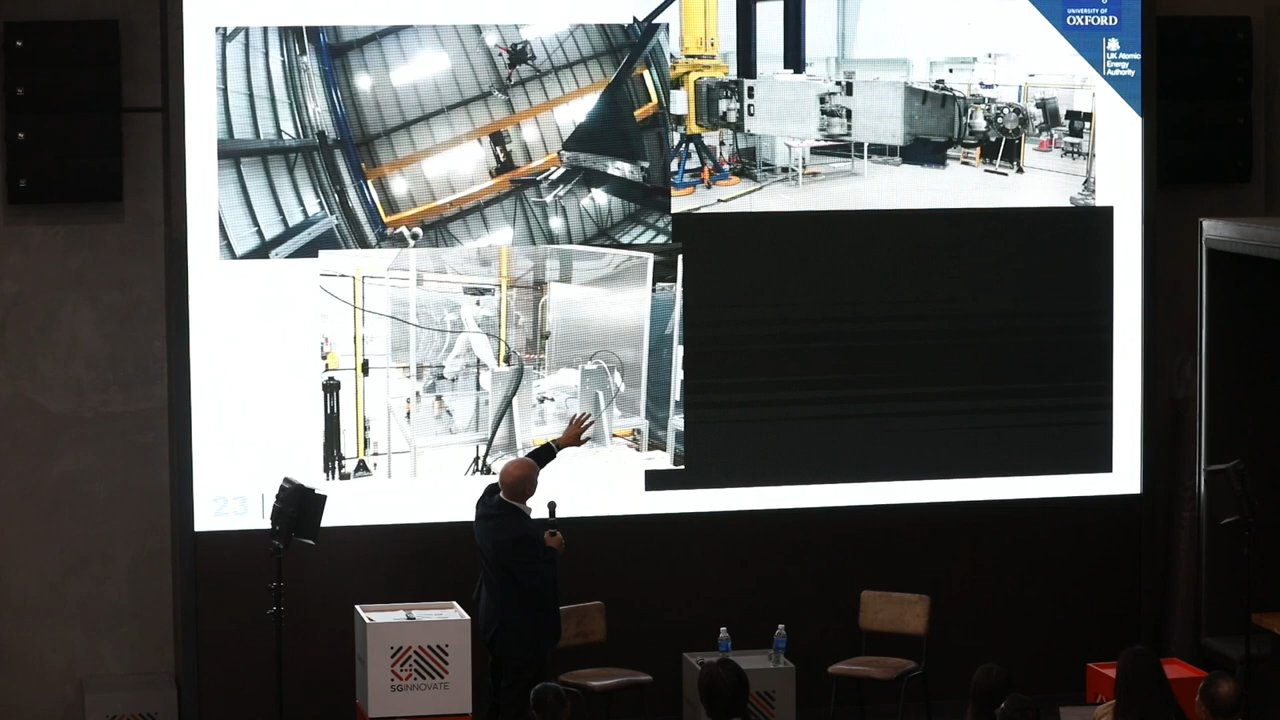 UNIVERSITY OF
OXFORD
UK Atomic
Energy
Authority
23
SGINNOVATE